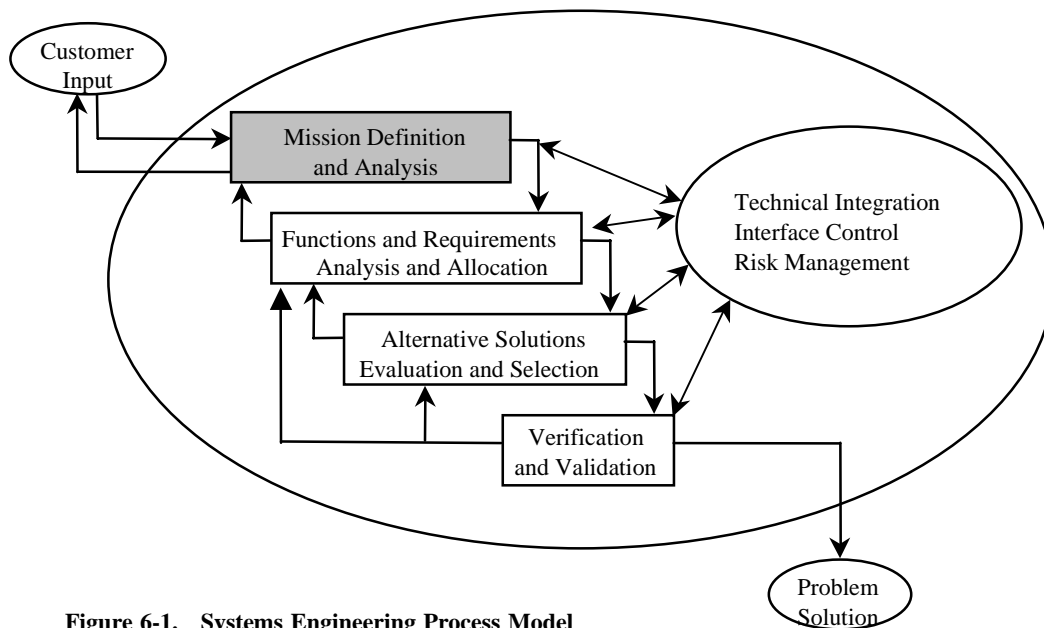 Customer
Input
Mission Definition
and Analysis
Functions and Requirements
Analysis and Allocation
Technical Integration
Interface Control
Risk Management
Alternative Solutions
Evaluation and Selection
Verification
and Validation
Problem
Solution
Figure 6-1. Systems Engineering Process Model